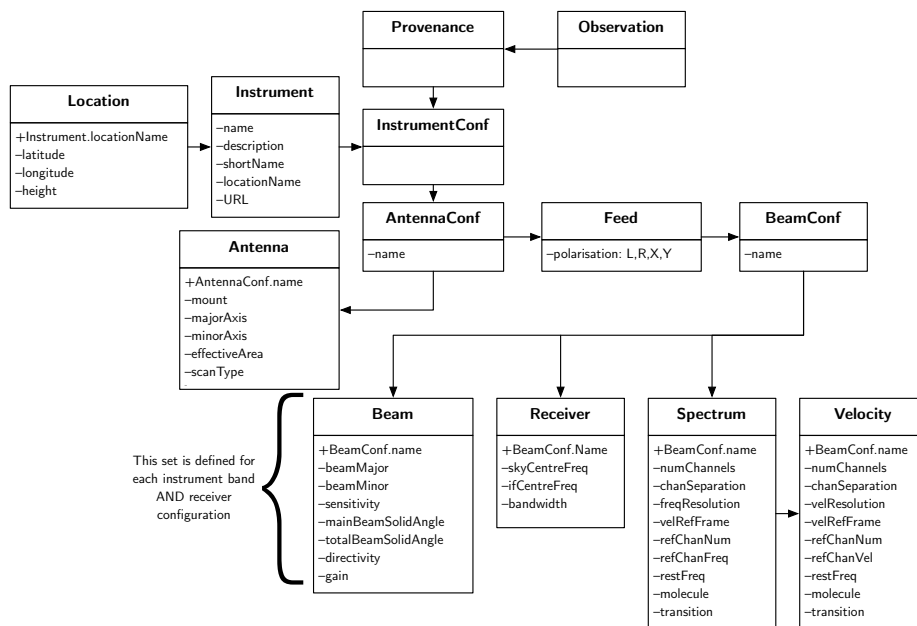 Provenance
Observation
Location
+Instrument.locationName
–latitude
–longitude
–height
Instrument
–name
–description
–shortName
–locationName
–URL
InstrumentConf
AntennaConf
–name
Feed
–polarisation: L,R,X,Y
BeamConf
–name
Antenna
+AntennaConf.name
–mount
–majorAxis
–minorAxis
–effectiveArea
–scanType
This set is defined for
each instrument band
AND receiver
configuration
Beam
+BeamConf.name
–beamMajor
–beamMinor
–sensitivity
–mainBeamSolidAngle
–totalBeamSolidAngle
–directivity
–gain
Receiver
+BeamConf.Name
–skyCentreFreq
–ifCentreFreq
–bandwidth
Spectrum
+BeamConf.name
–numChannels
–chanSeparation
–freqResolution
–velRefFrame
–refChanNum
–refChanFreq
–restFreq
–molecule
–transition
Velocity
+BeamConf.name
–numChannels
–chanSeparation
–velResolution
–velRefFrame
–refChanNum
–refChanVel
–restFreq
–molecule
–transition